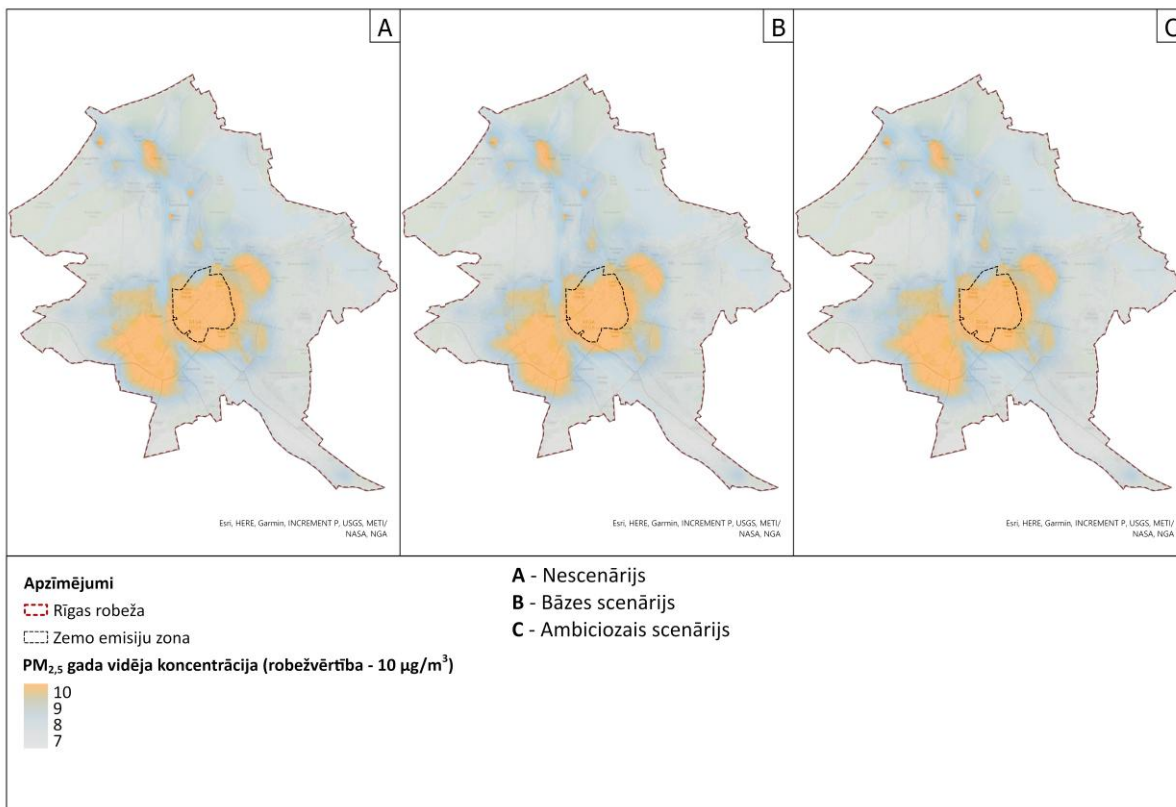 A
B
C
Esri, HERE, Garmin, INCREMENT P, USGS, METI/
NASA, NGA
Esri, HERE, Garmin, INCREMENT P, USGS, METI/
NASA, NGA
Esri, HERE, Garmin, INCREMENT P, USGS, METI/
NASA, NGA
Apzīmējumi
Rīgas robeža
Zemo emisiju zona
PM2,5 gada vidēja koncentrācija (robežvērtība - 10 µg/m³)
10
9
8
7
A - Nescenārijs
B - Bāzes scenārijs
C - Ambiciozais scenārijs